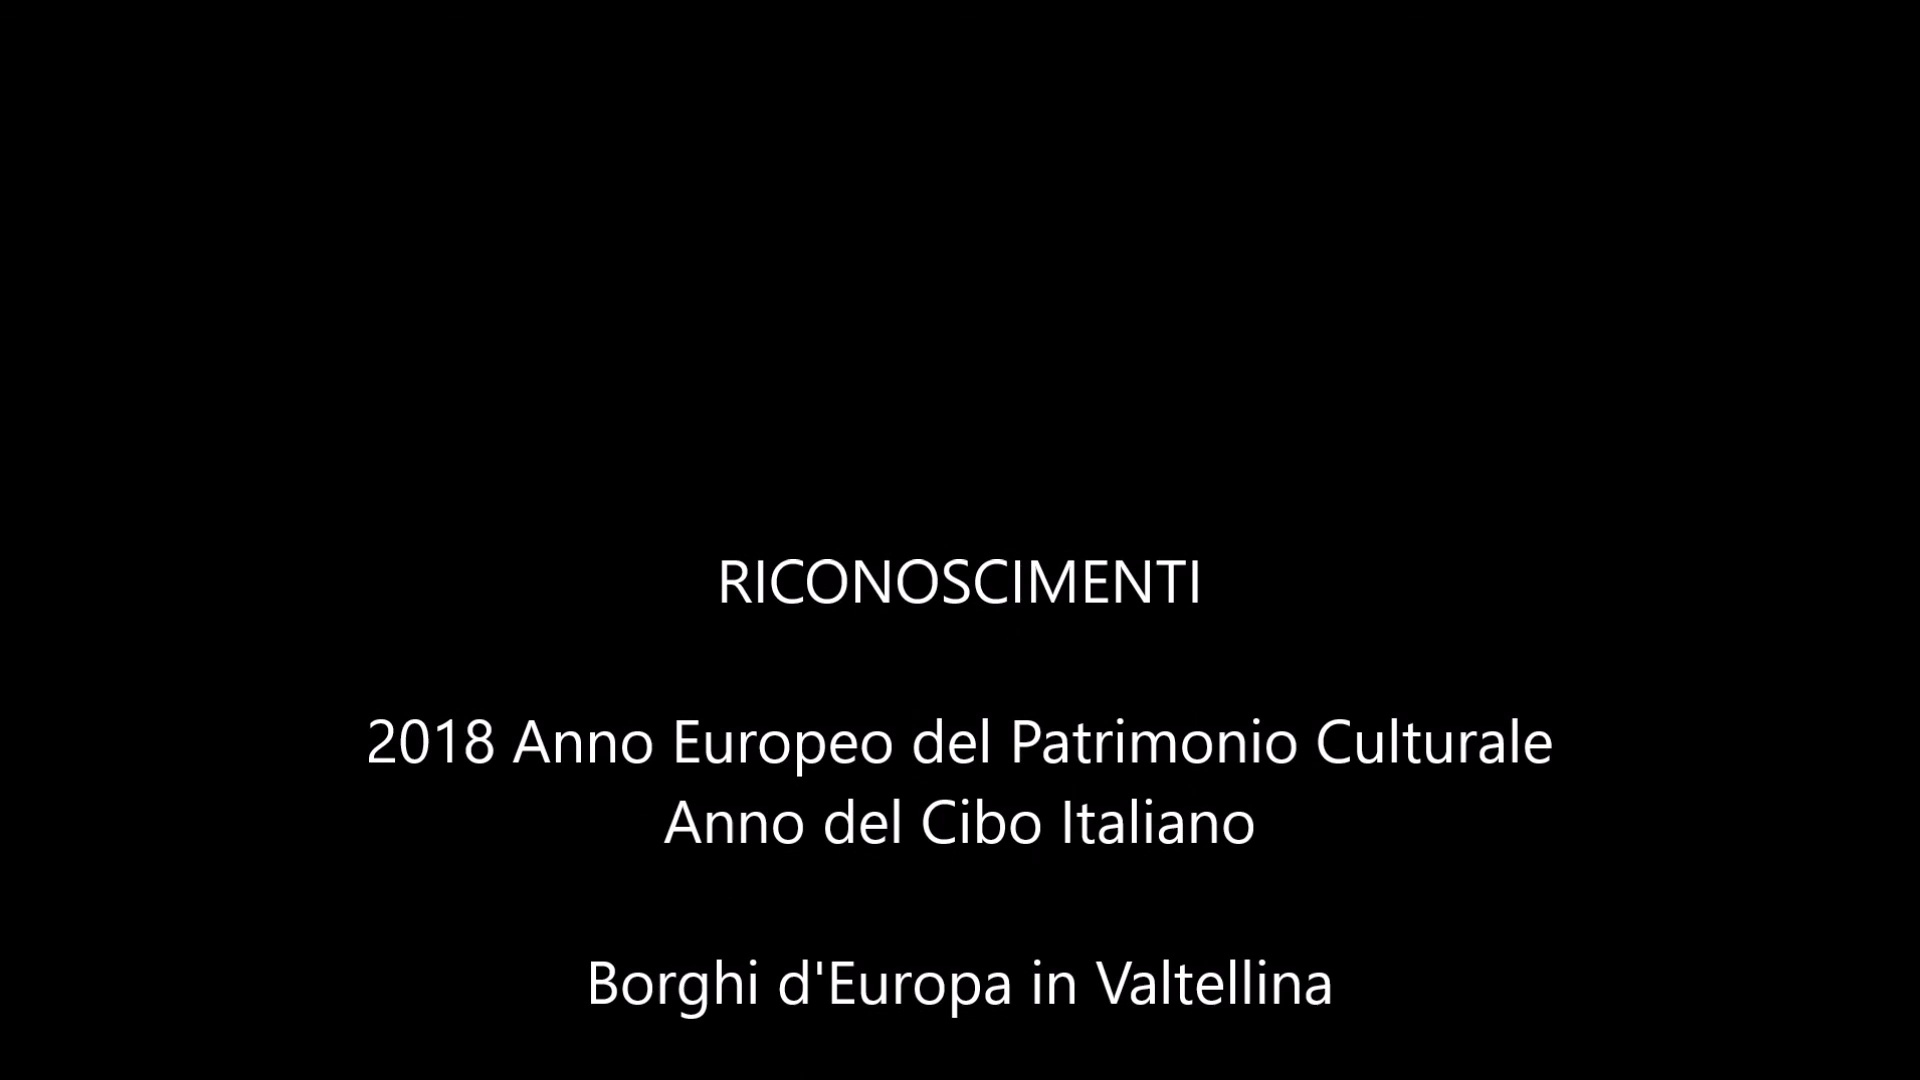 RICONOSCIMENTI
2018 Anno Europeo del Patrimonio Culturale
Anno del Cibo Italiano
Borghi d'Europa in Valtellina